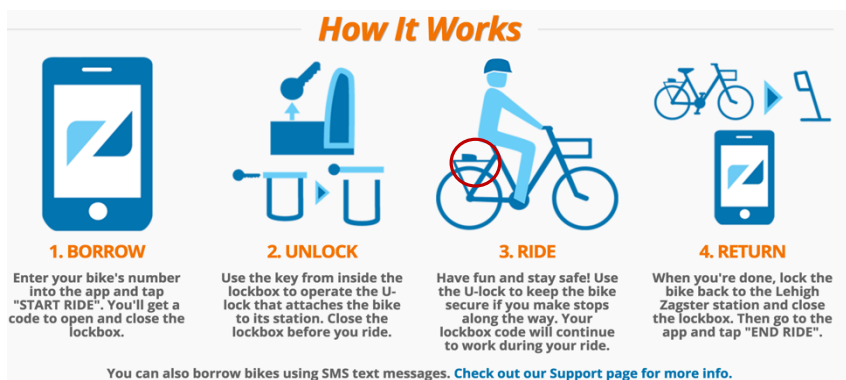 How It Works
1. BORROW
Enter your bike's number
into the app and tap
"START RIDE". You'll get a
code to open and close the
lockbox.
2. UNLOCK
Use the key from inside the
lockbox to operate the U-
lock that attaches the bike
to its station. Close the
lockbox before you ride.
3. RIDE
Have fun and stay safe! Use
the U-lock to keep the bike
secure if you make stops
along the way. Your
lockbox code will continue
to work during your ride.
4. RETURN
When you're done, lock the
bike back to the Lehigh
Zagster station and close
the lockbox. Then go to the
app and tap "END RIDE".
You can also borrow bikes using SMS text messages. Check out our Support page for more info.